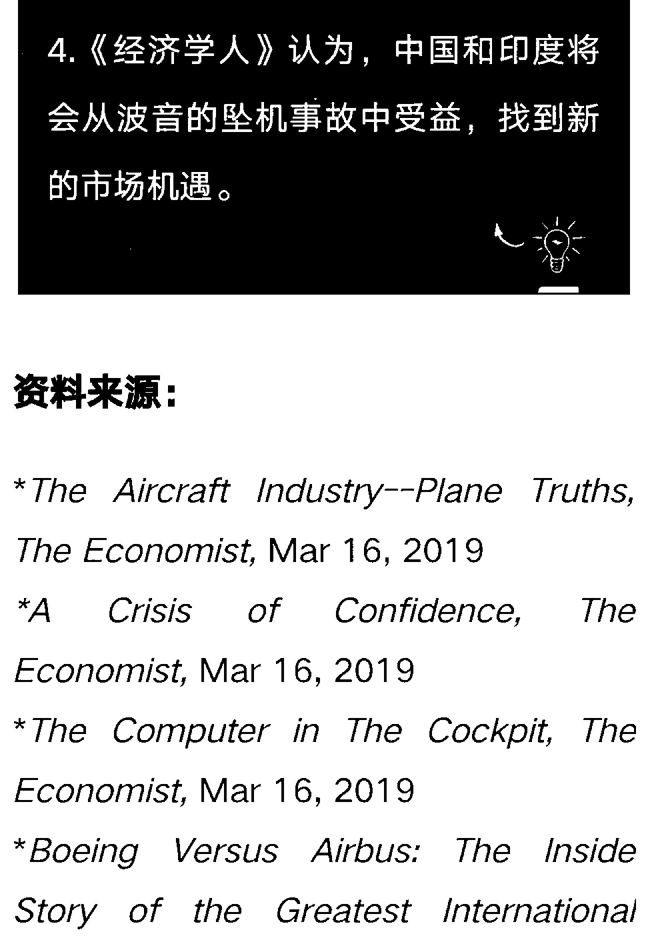 4.《经济学人》认为，中国和印度将
会从波音的坠机事故中受益，找到新
的市场机遇。
资料来源：
*The Aircraft Industry--Plane Truths,
The Economist, Mar 16, 2019
*A Crisis of Confidence, The
Economist, Mar 16, 2019
*The Computer in The Cockpit, The
Economist, Mar 16, 2019
*Boeing Versus Airbus: The Inside
Story of the Greatest International